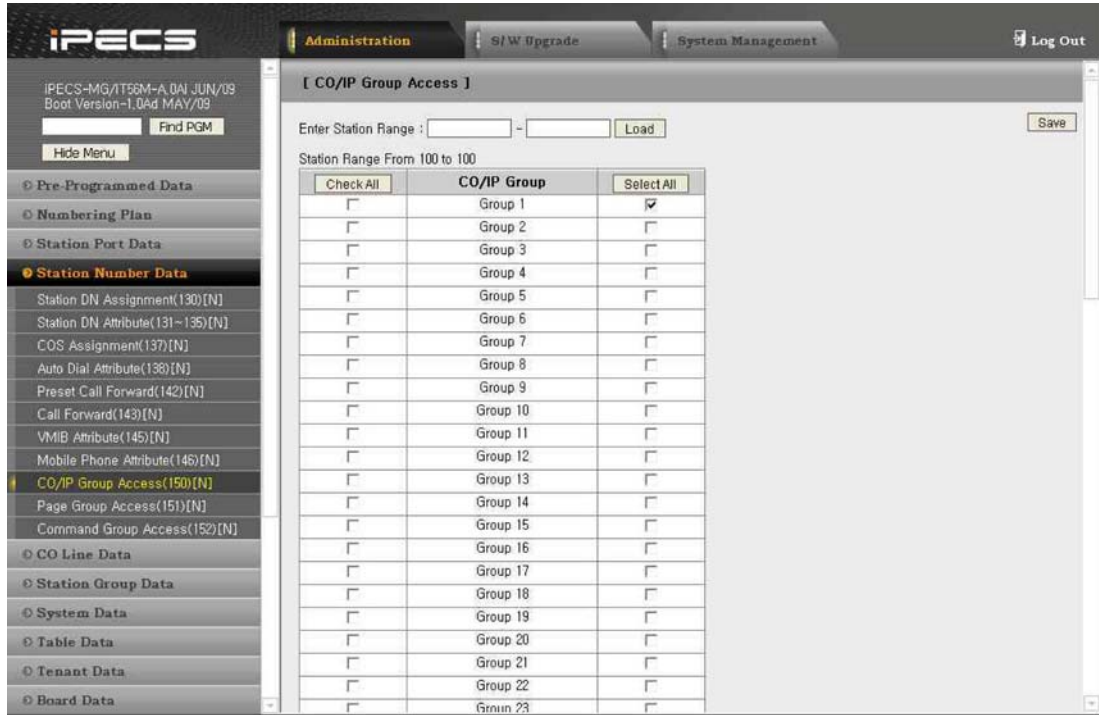 iPECS
Administration
S/W Upgrade
System Management
Log Out
iPECS-MG/IT56M-A.0AI JUN/09
Boot Version-1.0Ad MAY/09
Find PGM
Hide Menu
Pre-Programmed Data
Numbering Plan
Station Port Data
Station Number Data
Station DN Assignment(130)[N]
Station DN Attribute(131~135)[N]
COS Assignment(137)[N]
Auto Dial Attribute(138)[N]
Preset Call Forward(142)[N]
Call Forward(143)[N]
VMIB Attribute(145)[N]
Mobile Phone Attribute(146)[N]
CO/IP Group Access(150)[N]
Page Group Access(151)[N]
Command Group Access(152)[N]
CO Line Data
Station Group Data
System Data
Table Data
Tenant Data
Board Data
[ CO/IP Group Access ]
Enter Station Range : - Load
Save
Station Range From 100 to 100
Check All CO/IP Group Select All
Group 1
Group 2
Group 3
Group 4
Group 5
Group 6
Group 7
Group 8
Group 9
Group 10
Group 11
Group 12
Group 13
Group 14
Group 15
Group 16
Group 17
Group 18
Group 19
Group 20
Group 21
Group 22
Group 23